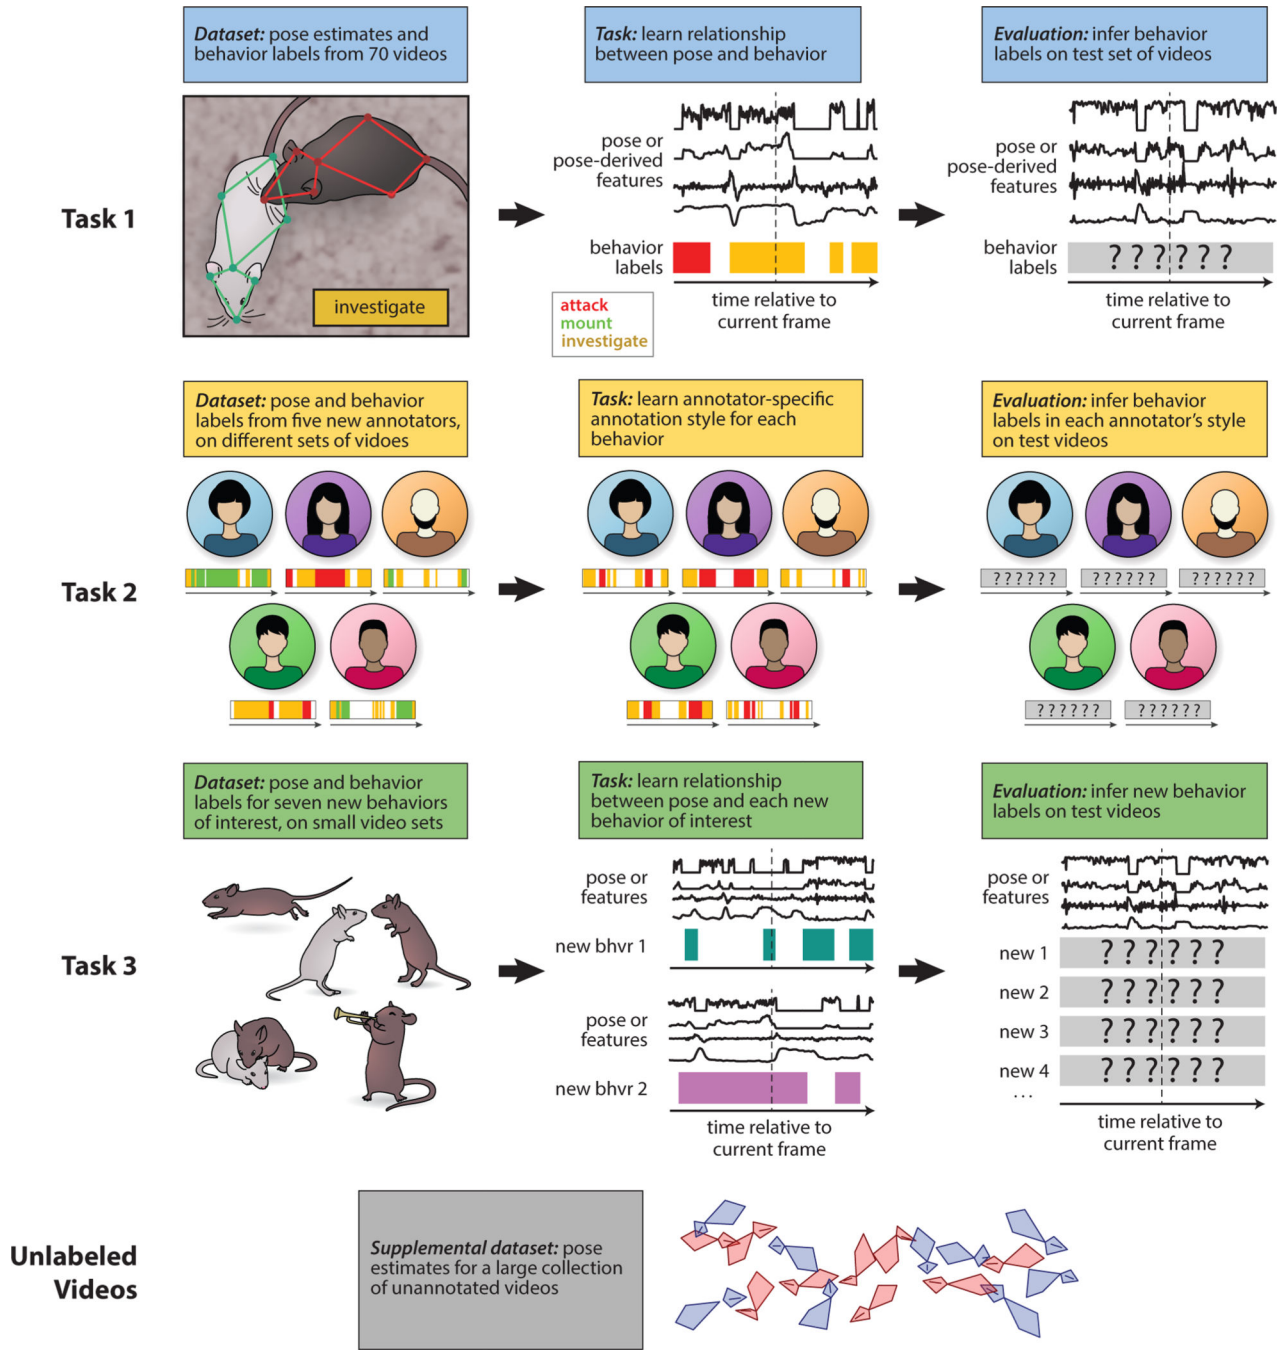 Dataset: pose estimates and
behavior labels from 70 videos
Task: learn relationship
between pose and behavior
Evaluation: infer behavior
labels on test set of videos
Task 1
investigate
pose or
pose-derived
features
behavior
labels
time relative to
current frame
attack
mount
investigate
pose or
pose-derived
features
behavior
labels
? ? ? ? ? ?
time relative to
current frame
Dataset: pose and behavior
labels from five new annotators,
on different sets of vidoes
Task: learn annotator-specific
annotation style for each
behavior
Evaluation: infer behavior
labels in each annotator's style
on test videos
Task 2
? ? ? ? ? ?
? ? ? ? ? ?
? ? ? ? ? ?
? ? ? ? ? ?
? ? ? ? ? ?
Dataset: pose and behavior
labels for seven new behaviors
of interest, on small video sets
Task: learn relationship
between pose and each new
behavior of interest
Evaluation: infer new behavior
labels on test videos
Task 3
pose or
features
new bhvr 1
pose or
features
new bhvr 2
time relative to
current frame
pose or
features
new 1 ? ? ? ? ? ?
new 2 ? ? ? ? ? ?
new 3 ? ? ? ? ? ?
new 4 ? ? ? ? ? ?
...
time relative to
current frame
Unlabeled
Videos
Supplemental dataset: pose
estimates for a large collection
of unannotated videos